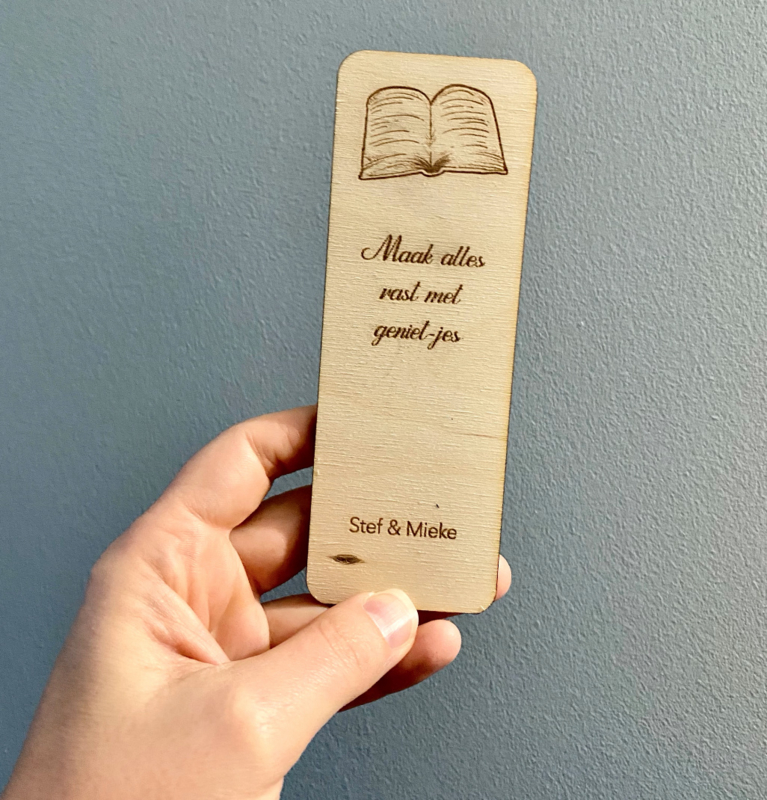 Maak alles
vast met
geniet-jes
Stef & Mieke